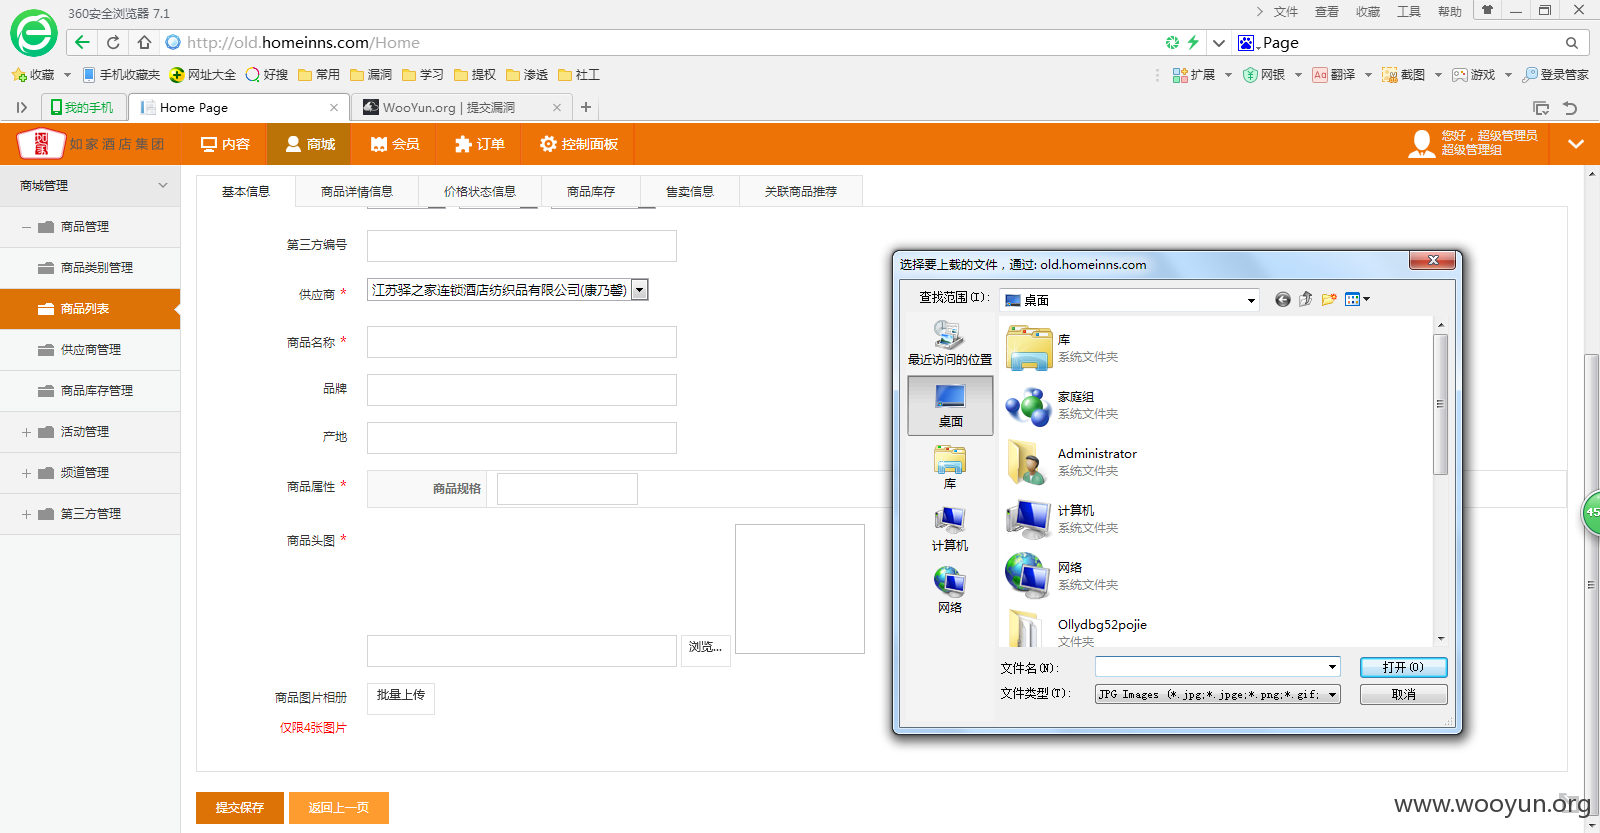 360安全浏览器 7.1
文件 查看 收藏 工具 帮助
http://old.homeinns.com/Home
Page
收藏 手机收藏夹 网址大全 好搜 常用 漏洞 学习 提权 渗透 社工
扩展 网银 翻译 截图 游戏 登录管家
我的手机 Home Page WooYun.org | 提交漏洞
如家 如家酒店集团 内容 商城 会员 订单 控制面板
您好，超级管理员
超级管理组
商城管理
商品管理
商品类别管理
商品列表
供应商管理
商品库存管理
活动管理
频道管理
第三方管理
基本信息 商品详情信息 价格状态信息 商品库存 售卖信息 关联商品推荐
第三方编号
供应商 * 江苏驿之家连锁酒店纺织品有限公司(康乃馨)
商品名称 *
品牌
产地
商品属性 * 商品规格
商品头图 *
浏览...
商品图片相册 批量上传
仅限4张图片
提交保存 返回上一页
选择要上载的文件，通过: old.homeinns.com
查找范围(I): 桌面
最近访问的位置
桌面
库
计算机
网络
库
系统文件夹
家庭组
系统文件夹
Administrator
系统文件夹
计算机
系统文件夹
网络
系统文件夹
Ollydbg52pojie
文件夹
文件名(N): 打开(O)
文件类型(T): JPG Images (*.jpg;*.jpge;*.png;*.gif; 取消
45
www.wooyun.org